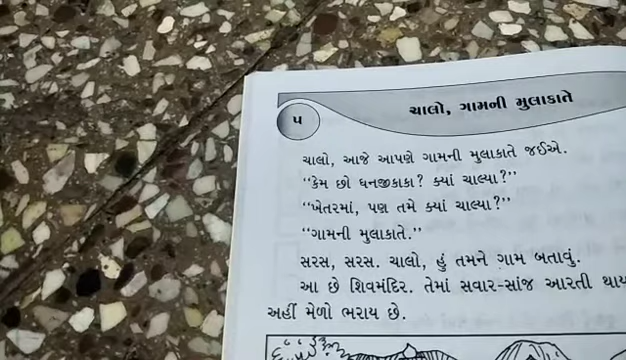 ૫
ચાલો, ગામની મુલાકાતે
ચાલો, આજે આપણે ગામની મુલાકાતે જઈએ.
“કેમ છો ધનજીકાકા? ક્યાં ચાલ્યા?”
“ખેતરમાં, પણ તમે ક્યાં ચાલ્યા?”
“ગામની મુલાકાતે.”
સરસ, સરસ. ચાલો, હું તમને ગામ બતાવું.
આ છે શિવમંદિર. તેમાં સવાર-સાંજ આરતી થાય
અહીં મેળો ભરાય છે.